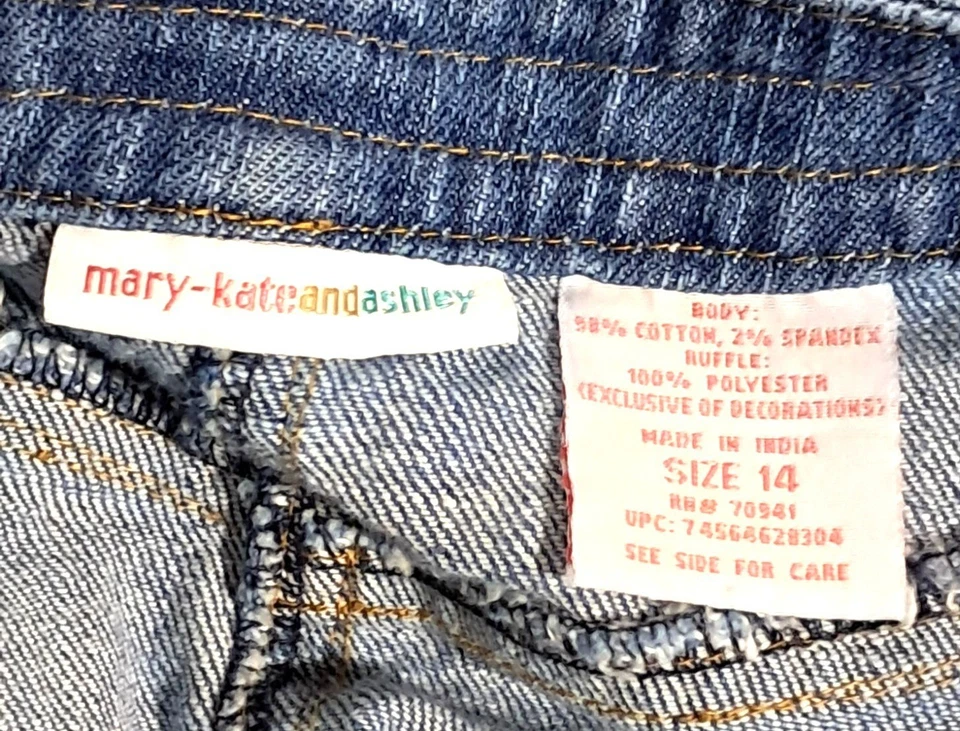 mary-kateandashley
BODY:
98% COTTON, 2% SPANDEX
RUFFLE:
100% POLYESTER
(EXCLUSIVE OF DECORATIONS)
MADE IN INDIA
SIZE 14
RN# 70941
UPC: 74564628304
SEE SIDE FOR CARE